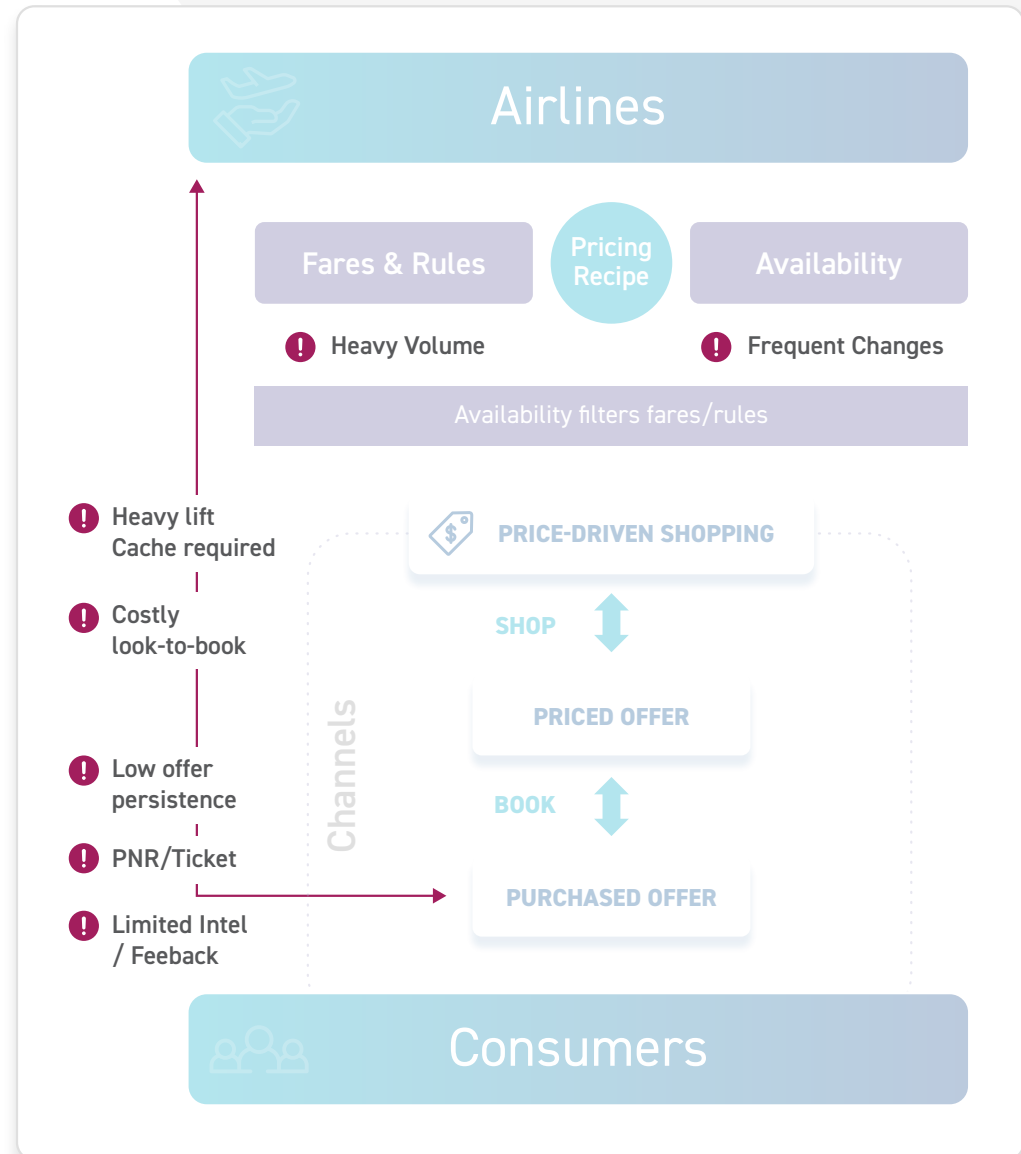 Airlines
Fares & Rules
Pricing
Recipe
Availability
! Heavy Volume
! Frequent Changes
Availability filters fares/rules
! Heavy lift
Cache required
! Costly
look-to-book
! Low offer
persistence
! PNR/Ticket
! Limited Intel
/ Feeback
Channels
$ PRICE-DRIVEN SHOPPING
SHOP
PRICED OFFER
BOOK
PURCHASED OFFER
Consumers